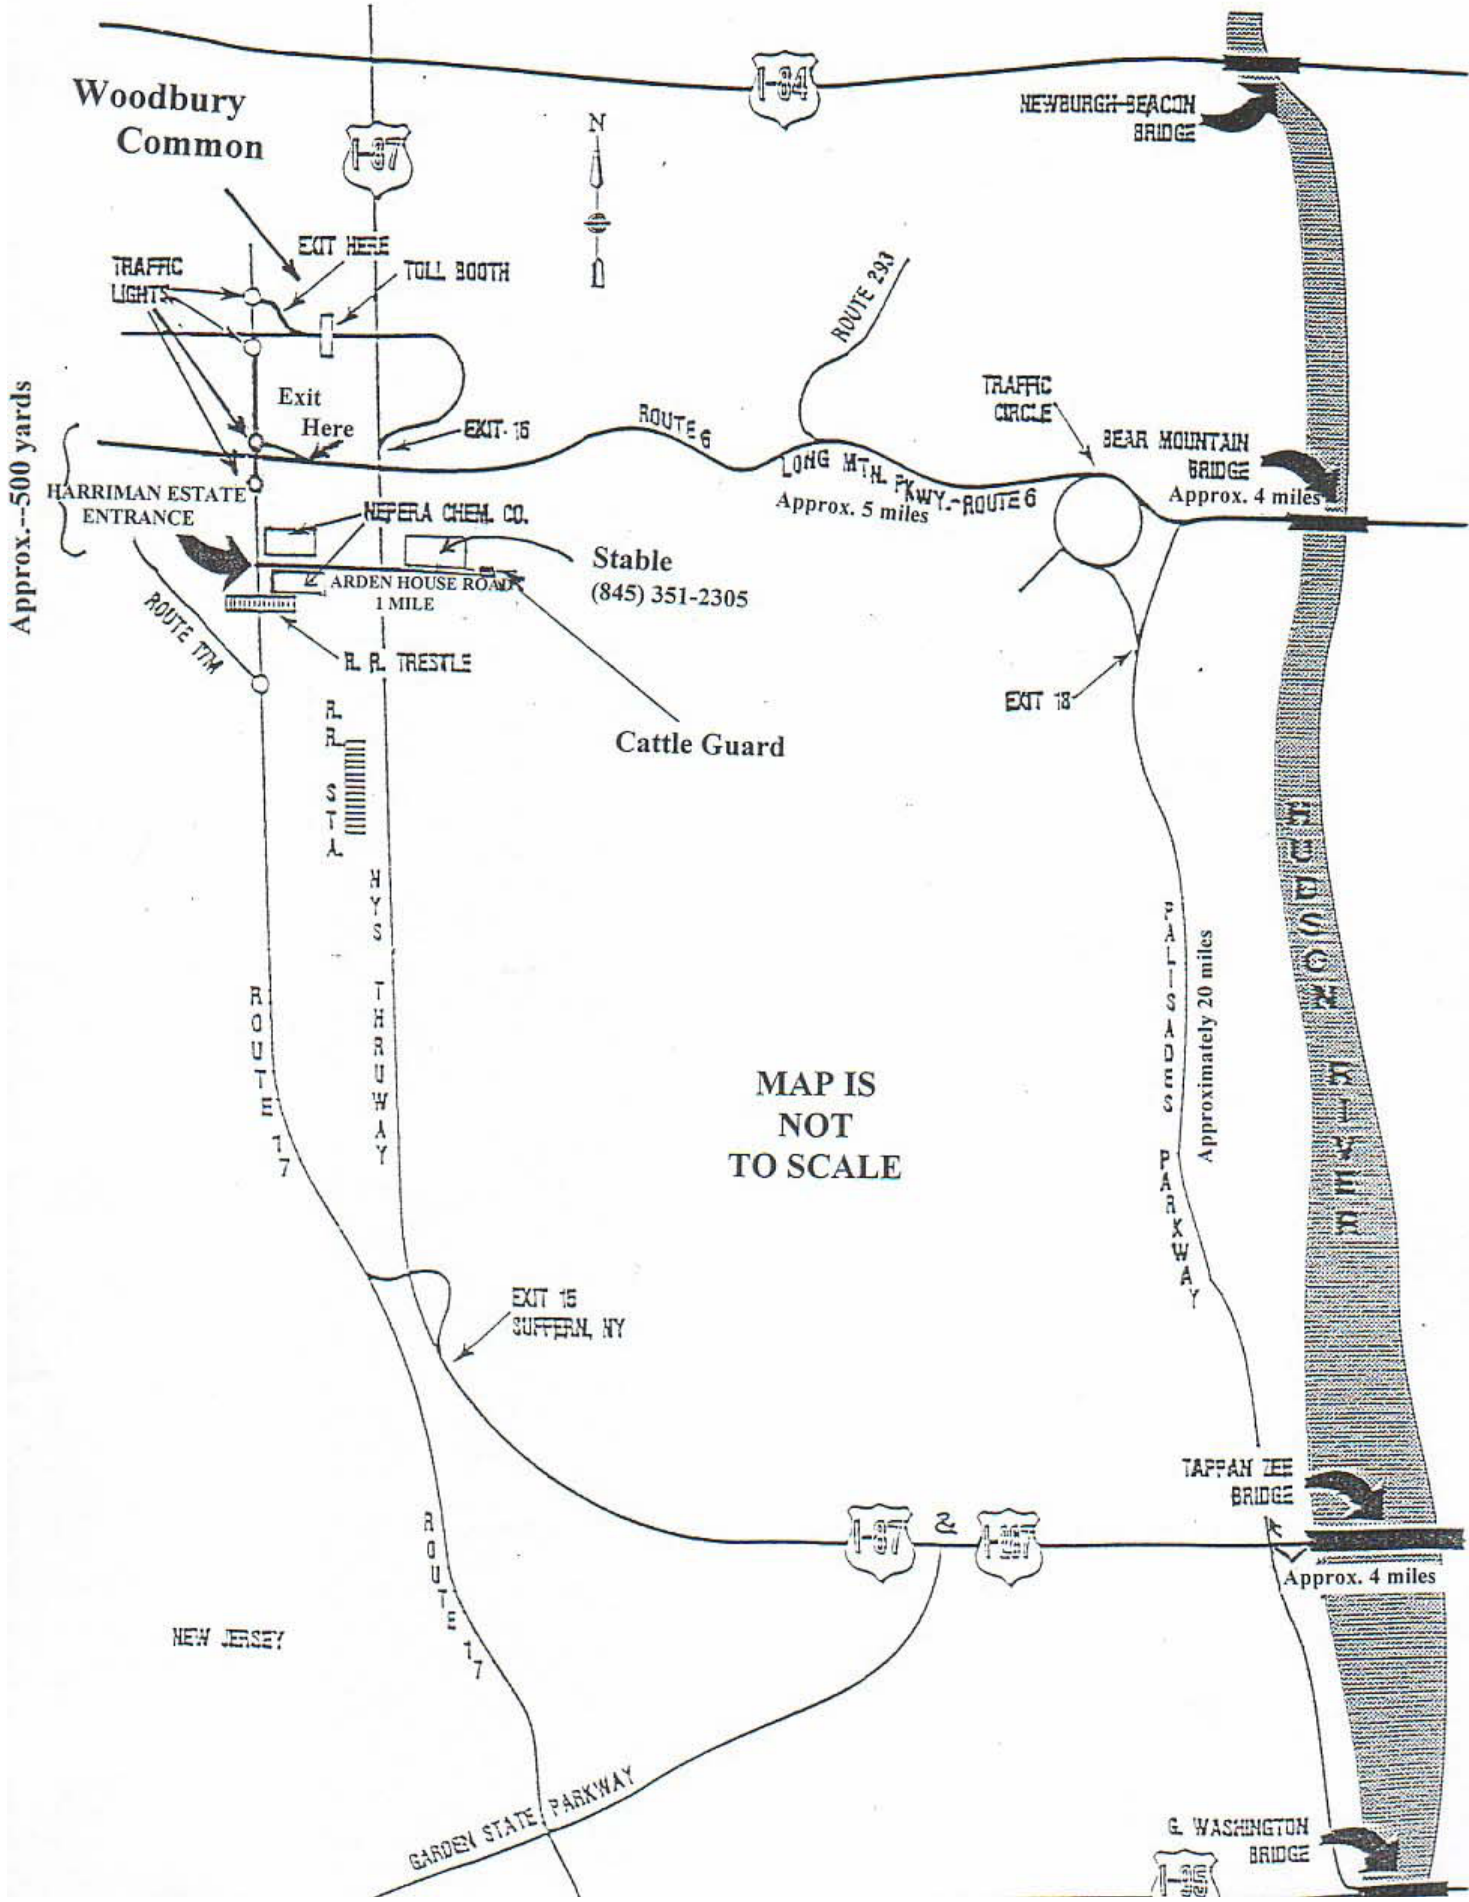 I-84
NEWBURGH-BEACON
BRIDGE
Woodbury
Common
I-87
N
EXIT HERE
TOLL BOOTH
TRAFFIC
LIGHTS
ROUTE 293
Exit
Here
EXIT 16
ROUTE 6
TRAFFIC
CIRCLE
BEAR MOUNTAIN
BRIDGE
Approx. 4 miles
LONG MTN. PKWY.-ROUTE 6
Approx. 5 miles
Approx.--500 yards
HARRIMAN ESTATE
ENTRANCE
NEPERA CHEM. CO.
Stable
(845) 351-2305
ARDEN HOUSE ROAD
1 MILE
ROUTE 17M
R. R. TRESTLE
EXIT 18
Cattle Guard
R. R. STA.
HUDSON RIVER
NYS THRUWAY
PALISADES PARKWAY
Approximately 20 miles
ROUTE 17
MAP IS
NOT
TO SCALE
EXIT 15
SUFFERN, NY
TAPPAN ZEE
BRIDGE
I-87 & I-287
Approx. 4 miles
ROUTE 17
NEW JERSEY
GARDEN STATE PARKWAY
G. WASHINGTON
BRIDGE
I-95